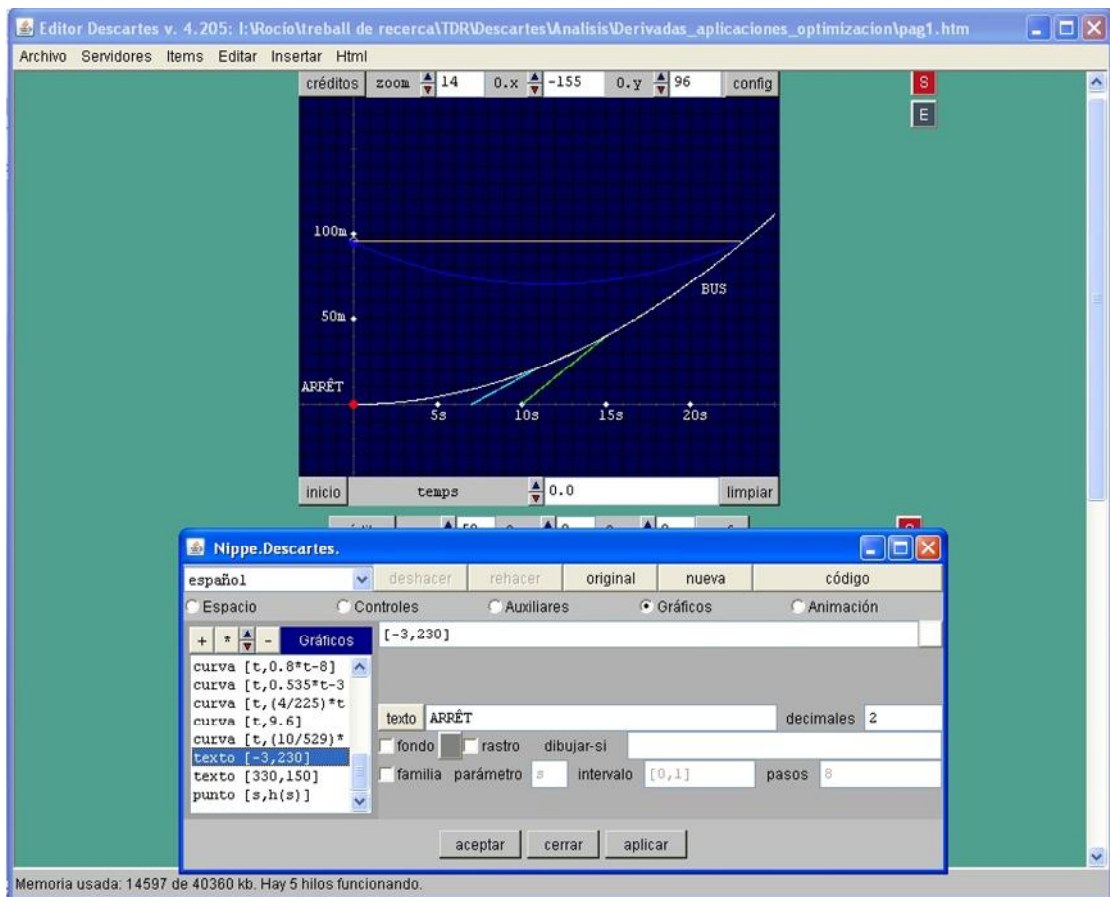 Editor Descartes v. 4.205: I:\Rocío\treball de recerca\TDR\Descartes\Analisis\Derivadas_aplicaciones_optimizacion\pag1.htm
Archivo Servidores Items Editar Insertar Html
créditos zoom 14 O.x -155 O.y 96 config
S
E
100m
BUS
50m
ARRÊT
5s 10s 15s 20s
inicio temps 0.0 limpiar
Nippe.Descartes.
español deshacer rehacer original nueva código
Espacio Controles Auxiliares Gráficos Animación
+ * - Gráficos [-3,230]
curva [t,0.8*t-8]
curva [t,0.535*t-3
curva [t,(4/225)*t
curva [t,9.6]
curva [t,(10/529)*
texto [-3,230]
texto [330,150]
punto [s,h(s)]
texto ARRÊT decimales 2
fondo rastro dibujar-si
familia parámetro s intervalo [0,1] pasos 8
aceptar cerrar aplicar
Memoria usada: 14597 de 40360 kb. Hay 5 hilos funcionando.